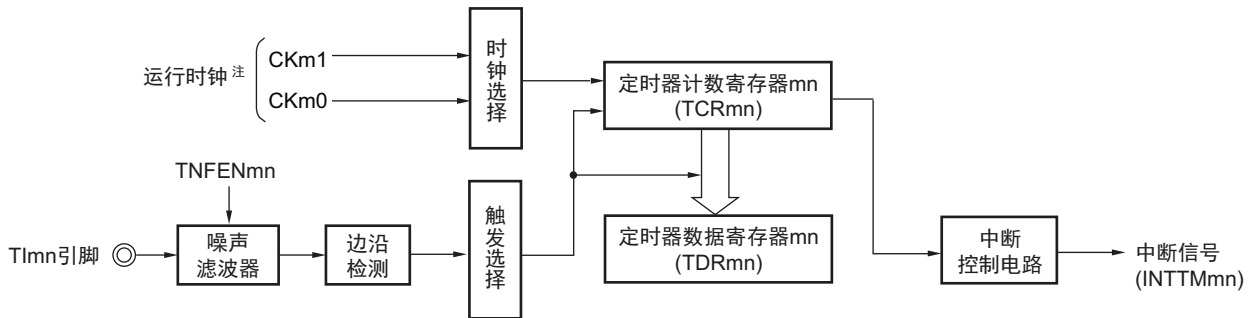 运行时钟 注
CKm1
CKm0
时钟选择
定时器计数寄存器mn
(TCRmn)
TNFENmn
TImn引脚
噪声
滤波器
边沿
检测
触发选择
定时器数据寄存器mn
(TDRmn)
中断
控制电路
中断信号
(INTTMmn)